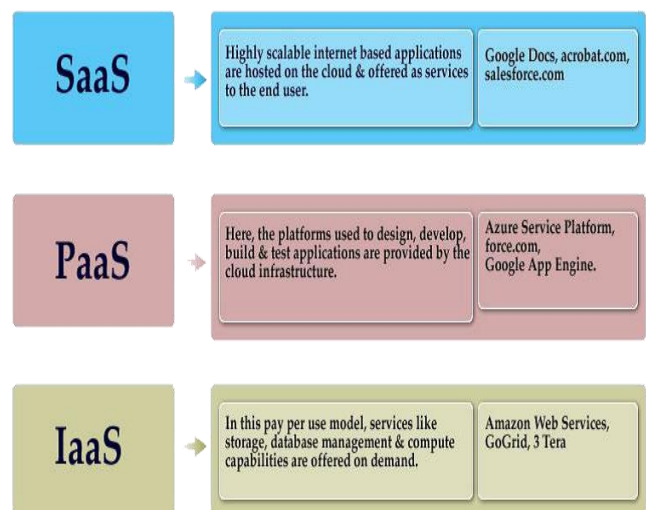 SaaS
Highly scalable internet based applications
are hosted on the cloud & offered as services
to the end user.
Google Docs, acrobat.com,
salesforce.com
PaaS
Here, the platforms used to design, develop,
build & test applications are provided by the
cloud infrastructure.
Azure Service Platform,
force.com,
Google App Engine.
IaaS
In this pay per use model, services like
storage, database management & compute
capabilities are offered on demand.
Amazon Web Services,
GoGrid, 3 Tera